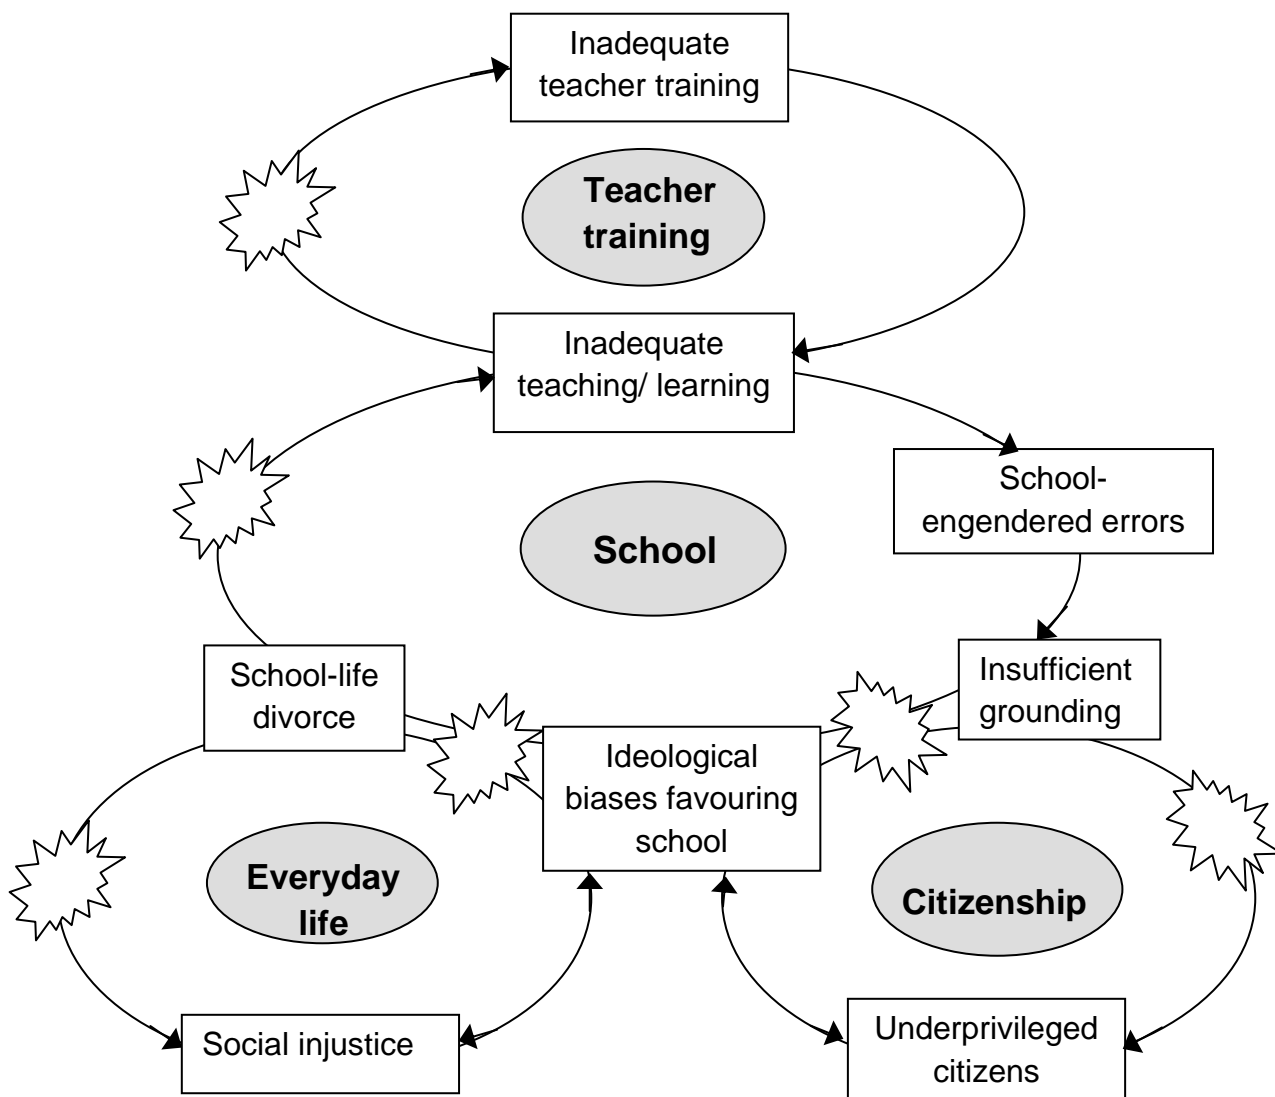 Inadequate
teacher training
Teacher
training
Inadequate
teaching/ learning
School-
engendered errors
School
School-life
divorce
Insufficient
grounding
Ideological
biases favouring
school
Everyday
life
Citizenship
Social injustice
Underprivileged
citizens